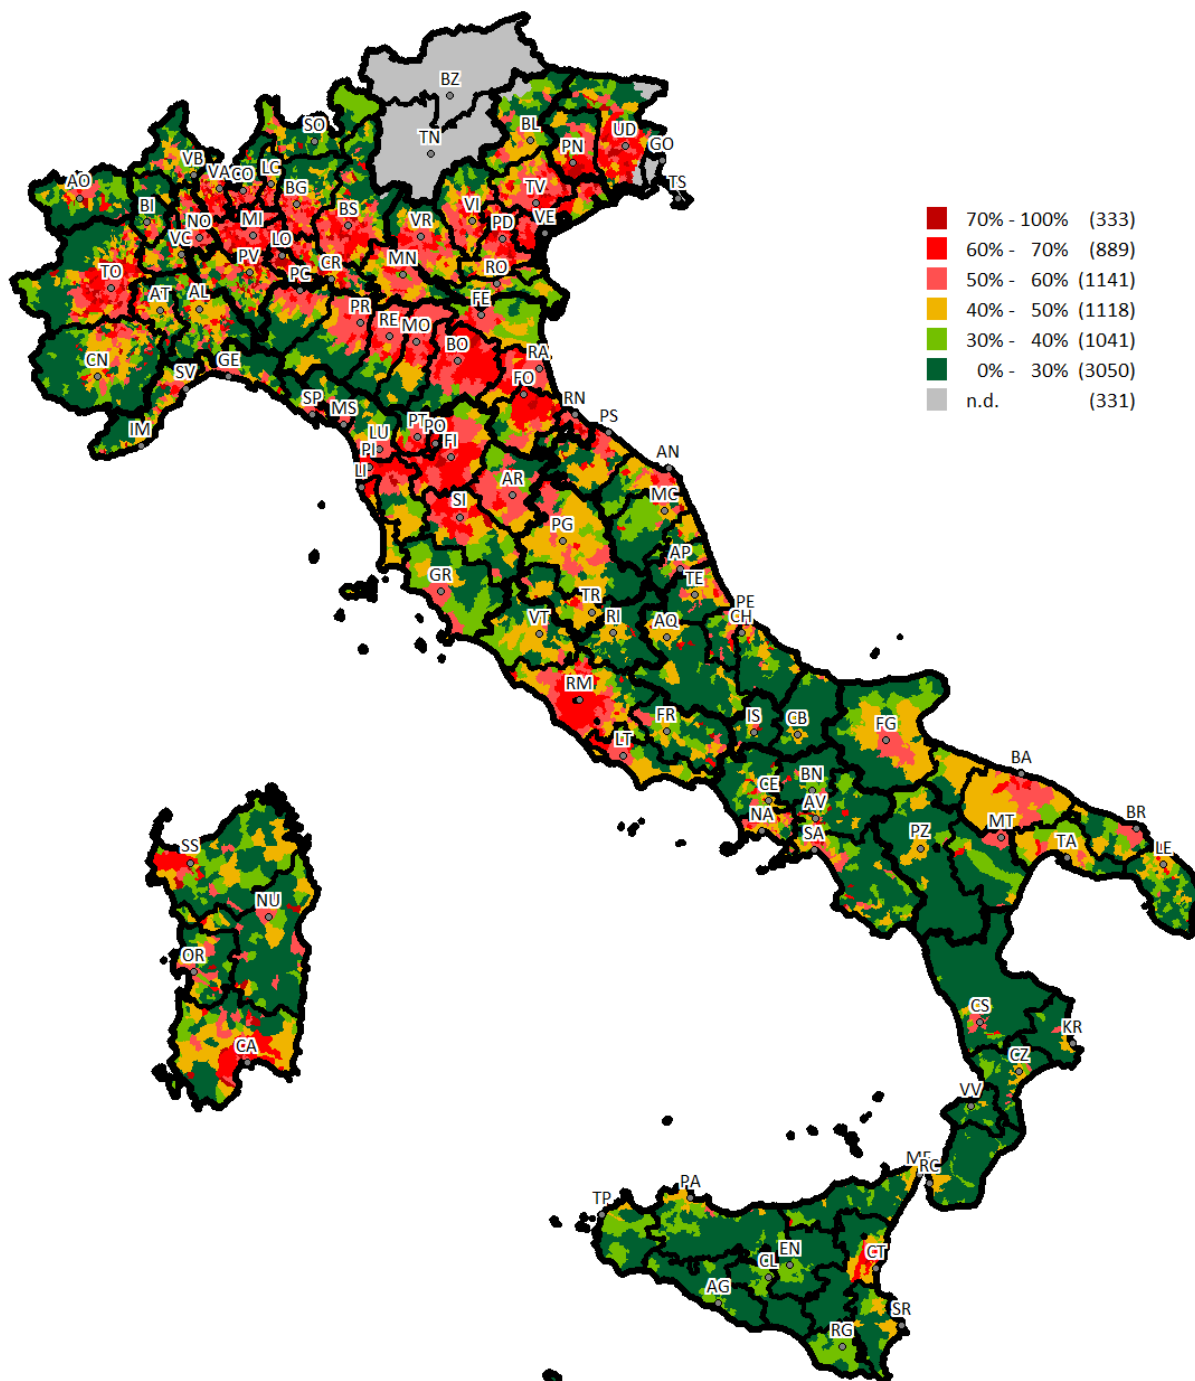 BZ
TN
SO
BL
UD
PN
GO
TS
VB
VA
CO
LC
AO
BG
TV
BI
NO
MI
BS
VR
VI
PD
VE
VC
LO
TO
PV
PC
CR
MN
RO
AT
AL
FE
PR
RE
MO
BO
RA
CN
SV
GE
FO
RN
SP
MS
PS
IM
LU
PT
PO
PI
FI
LI
AR
AN
SI
MC
PG
AP
GR
TE
TR
PE
VT
RI
AQ
CH
RM
FR
IS
CB
FG
LT
BA
CE
BN
NA
AV
SA
PZ
MT
BR
TA
LE
SS
NU
OR
CA
CS
KR
CZ
VV
RC
PA
TP
EN
CT
CL
AG
SR
RG
70% - 100% (333)
60% - 70% (889)
50% - 60% (1141)
40% - 50% (1118)
30% - 40% (1041)
0% - 30% (3050)
n.d. (331)